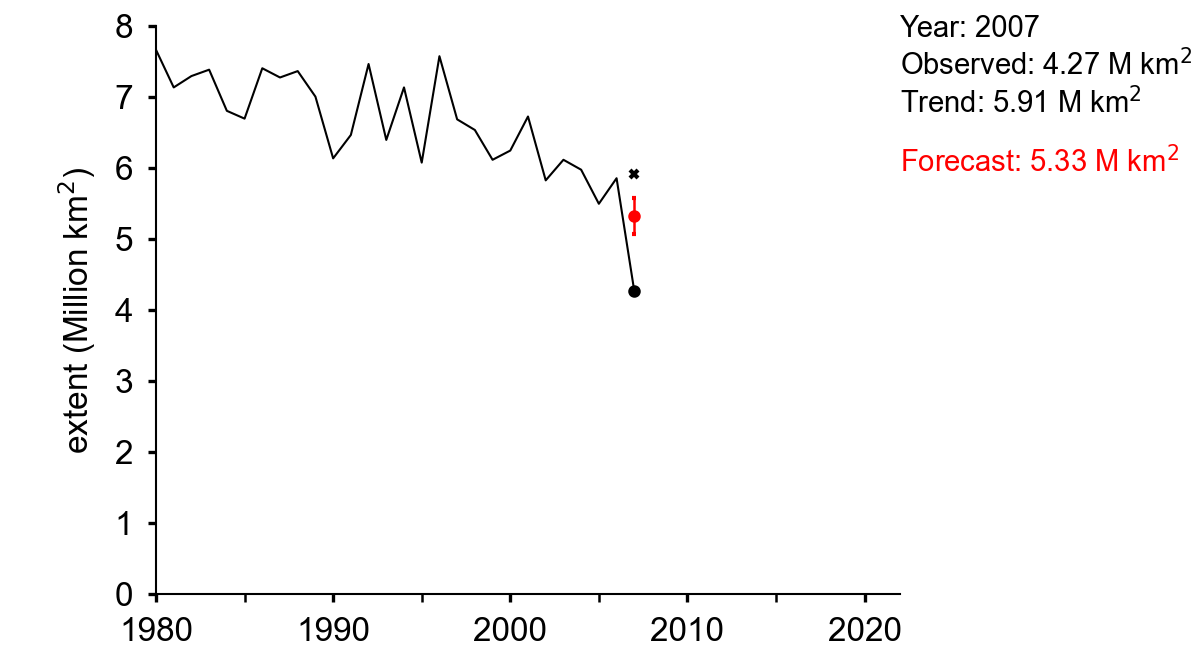 Year: 2007
Observed: 4.27 M km²
Trend: 5.91 M km²
Forecast: 5.33 M km²
extent (Million km²)
8
7
6
5
4
3
2
1
0
1980 1990 2000 2010 2020